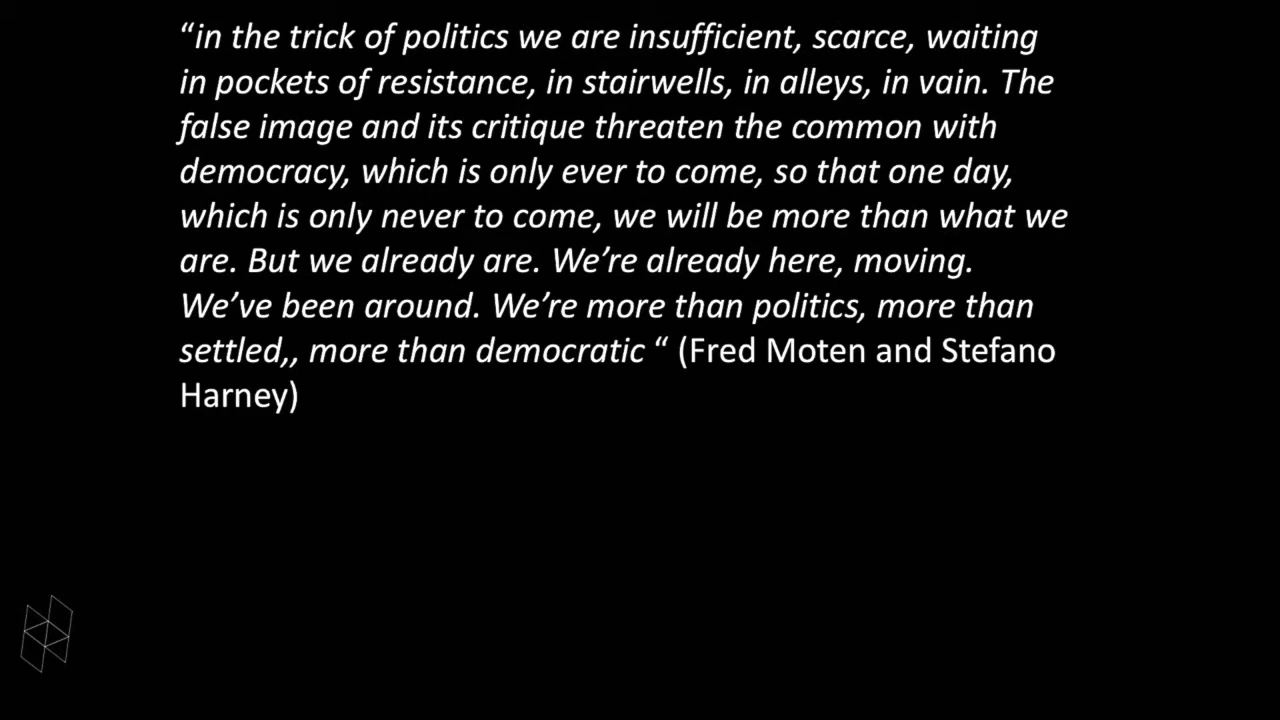 “in the trick of politics we are insufficient, scarce, waiting
in pockets of resistance, in stairwells, in alleys, in vain. The
false image and its critique threaten the common with
democracy, which is only ever to come, so that one day,
which is only never to come, we will be more than what we
are. But we already are. We’re already here, moving.
We’ve been around. We’re more than politics, more than
settled,, more than democratic “ (Fred Moten and Stefano
Harney)